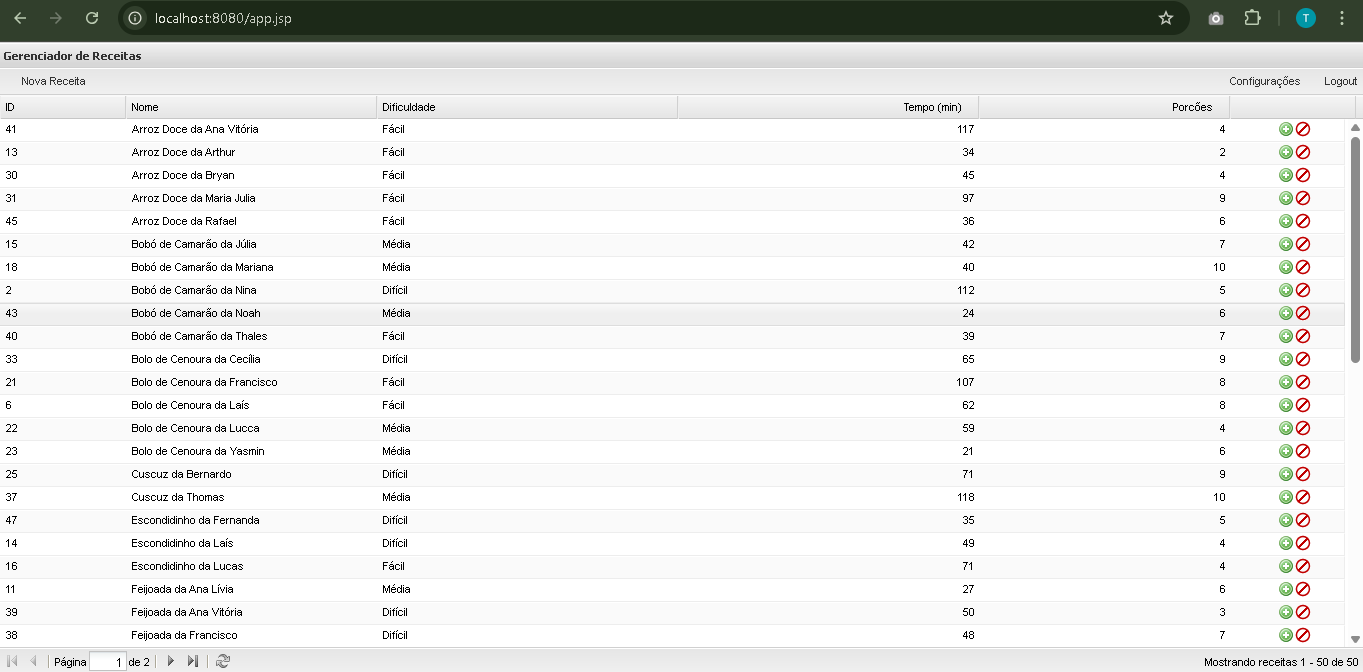 localhost:8080/app.jsp
T
Gerenciador de Receitas
Nova Receita Configurações Logout
ID Nome Dificuldade Tempo (min) Porcões
41 Arroz Doce da Ana Vitória Fácil 117 4
13 Arroz Doce da Arthur Fácil 34 2
30 Arroz Doce da Bryan Fácil 45 4
31 Arroz Doce da Maria Julia Fácil 97 9
45 Arroz Doce da Rafael Fácil 36 6
15 Bobó de Camarão da Júlia Média 42 7
18 Bobó de Camarão da Mariana Média 40 10
2 Bobó de Camarão da Nina Difícil 112 5
43 Bobó de Camarão da Noah Média 24 6
40 Bobó de Camarão da Thales Fácil 39 7
33 Bolo de Cenoura da Cecília Difícil 65 9
21 Bolo de Cenoura da Francisco Fácil 107 8
6 Bolo de Cenoura da Laís Fácil 62 8
22 Bolo de Cenoura da Lucca Média 59 4
23 Bolo de Cenoura da Yasmin Média 21 6
25 Cuscuz da Bernardo Difícil 71 9
37 Cuscuz da Thomas Média 118 10
47 Escondidinho da Fernanda Difícil 35 5
14 Escondidinho da Laís Difícil 49 4
16 Escondidinho da Lucas Fácil 71 4
11 Feijoada da Ana Lívia Média 27 6
39 Feijoada da Ana Vitória Difícil 50 3
38 Feijoada da Francisco Difícil 48 7
Página 1 de 2 Mostrando receitas 1 - 50 de 50